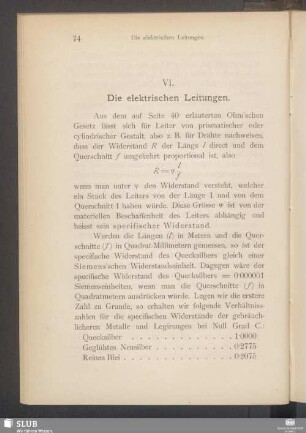 74
Die elektrischen Leitungen.
VI.
Die elektrischen Leitungen.
Aus dem auf Seite 40 erläuterten Ohm'schen
Gesetz lässt sich für Leiter von prismatischer oder
cylindrischer Gestalt, also z. B. für Drähte nachweisen,
dass der Widerstand R der Länge l direct und dem
Querschnitt f umgekehrt proportional ist, also
R = w l/f
wenn man unter w den Widerstand versteht, welcher
ein Stück des Leiters von der Länge 1 und von dem
Querschnitt 1 haben würde. Diese Grösse w ist von der
materiellen Beschaffenheit des Leiters abhängig und
heisst sein specifischer Widerstand.
Werden die Längen (l) in Metern und die Quer-
schnitte (f) in Quadrat-Millimetern gemessen, so ist der
specifische Widerstand des Quecksilbers gleich einer
Siemens'schen Widerstandseinheit. Dagegen wäre der
specifische Widerstand des Quecksilbers = 0·000001
Siemenseinheiten, wenn man die Querschnitte (f) in
Quadratmetern ausdrücken würde. Legen wir die erstere
Zahl zu Grunde, so erhalten wir folgende Verhältniss-
zahlen für die specifischen Widerstände der gebräuch-
licheren Metalle und Legirungen bei Null Grad C.:
Quecksilber . . . . . . . . . . . 1·0000
Geglühtes Neusilber . . . . . . . . 0·2775
Reines Blei . . . . . . . . . . . 0·2075
SLUB
Wir führen Wissen.